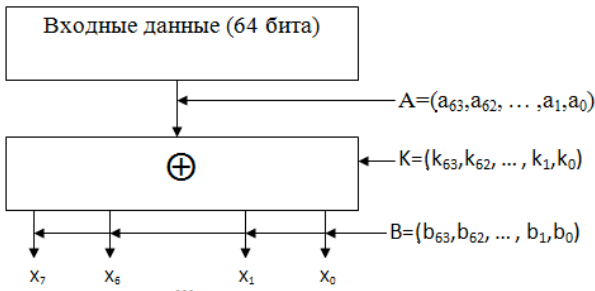 Входные данные (64 бита)
A=(a63,a62, … ,a1,a0)
⊕
K=(k63,k62, ... , k1,k0)
B=(b63,b62, ... , b1,b0)
X7 X6 X1 X0
...